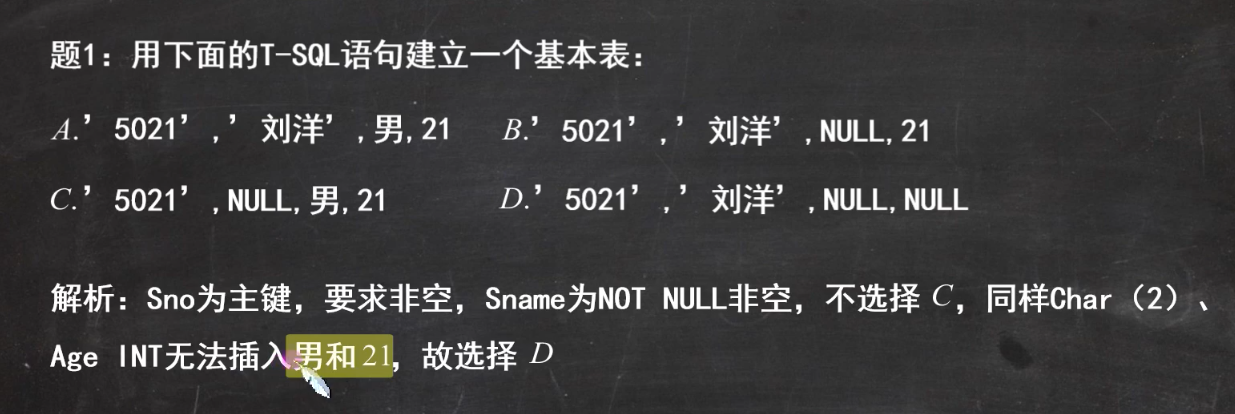 题1：用下面的T-SQL语句建立一个基本表：
A.’5021’,’刘洋’,男,21 B.’5021’,’刘洋’,NULL,21
C.’5021’,NULL,男,21 D.’5021’,’刘洋’,NULL,NULL
解析：Sno为主键，要求非空，Sname为NOT NULL非空，不选择 C，同样Char（2）、
Age INT无法插入男和21，故选择 D